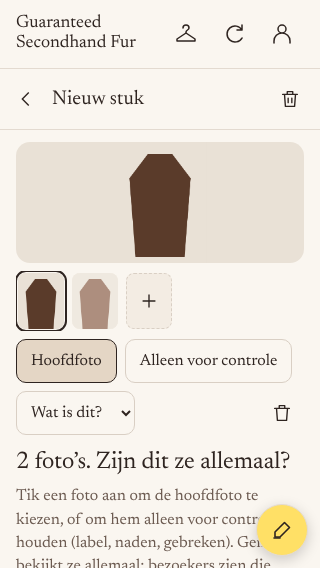 Guaranteed
Secondhand Fur
Nieuw stuk
Hoofdfoto
Alleen voor controle
Wat is dit?
2 foto’s. Zijn dit ze allemaal?
Tik een foto aan om de hoofdfoto te
kiezen, of om hem alleen voor
houden (label, naden, gebreken).
bekijkt ze allemaal: bezoekers zien die